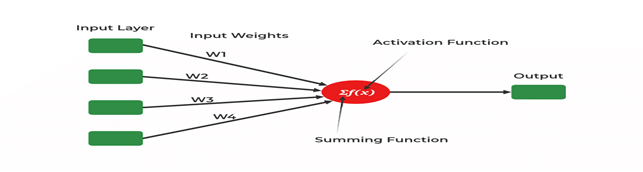 Input Layer
Input Weights
Activation Function
W1
W2
W3
W4
Σf(x)
Output
Summing Function